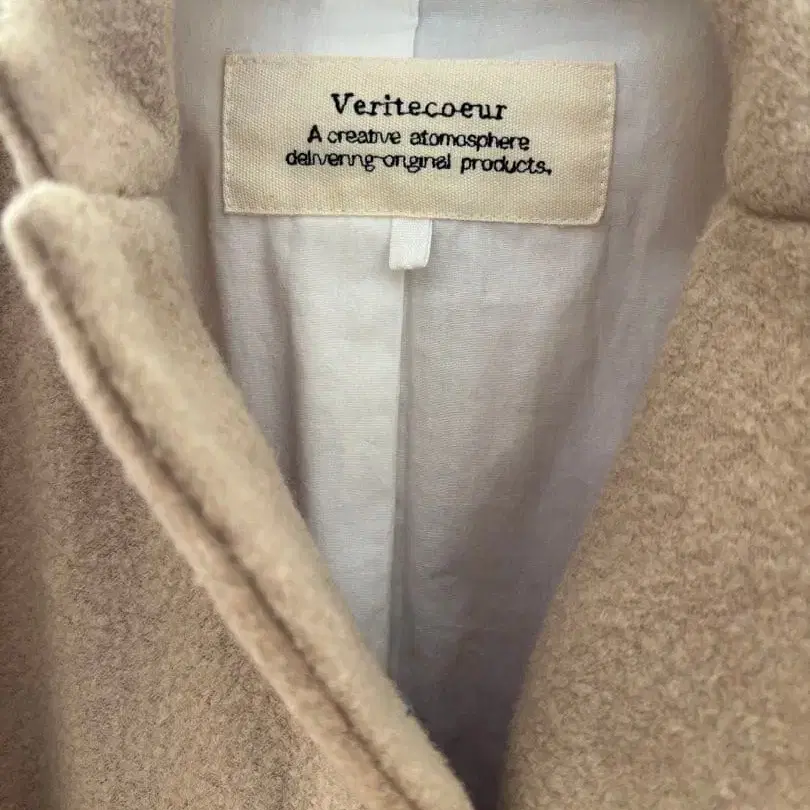 Veritecoeur
A creative atomosphere
delivering original products.